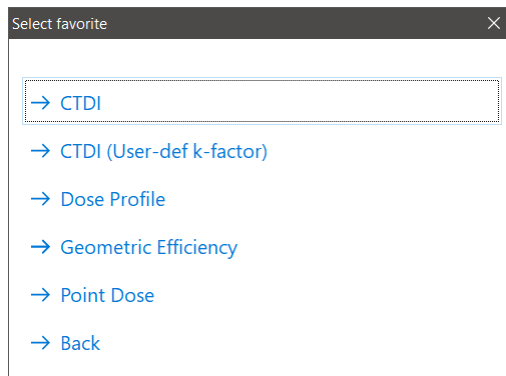 Select favorite
CTDI
CTDI (User-def k-factor)
Dose Profile
Geometric Efficiency
Point Dose
Back